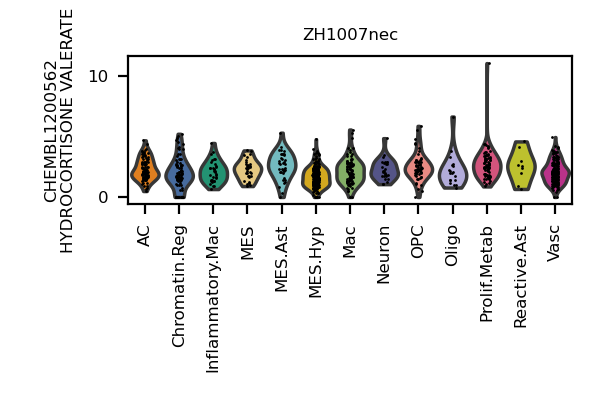 ZH1007nec
CHEMBL1200562
HYDROCORTISONE VALERATE
10
0
AC
Chromatin.Reg
Inflammatory.Mac
MES
MES.Ast
MES.Hyp
Mac
Neuron
OPC
Oligo
Prolif.Metab
Reactive.Ast
Vasc